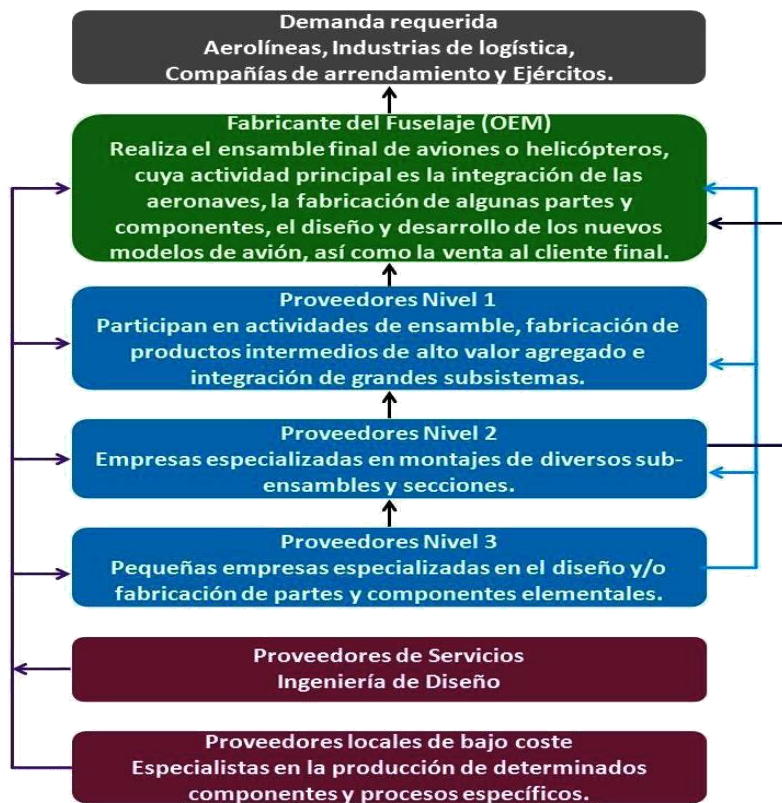 Demanda requerida
Aerolíneas, Industrias de logística,
Compañías de arrendamiento y Ejércitos.
Fabricante del Fuselaje (OEM)
Realiza el ensamble final de aviones o helicópteros,
cuya actividad principal es la integración de las
aeronaves, la fabricación de algunas partes y
componentes, el diseño y desarrollo de los nuevos
modelos de avión, así como la venta al cliente final.
Proveedores Nivel 1
Participan en actividades de ensamble, fabricación de
productos intermedios de alto valor agregado e
integración de grandes subsistemas.
Proveedores Nivel 2
Empresas especializadas en montajes de diversos sub-
ensambles y secciones.
Proveedores Nivel 3
Pequeñas empresas especializadas en el diseño y/o
fabricación de partes y componentes elementales.
Proveedores de Servicios
Ingeniería de Diseño
Proveedores locales de bajo coste
Especialistas en la producción de determinados
componentes y procesos específicos.